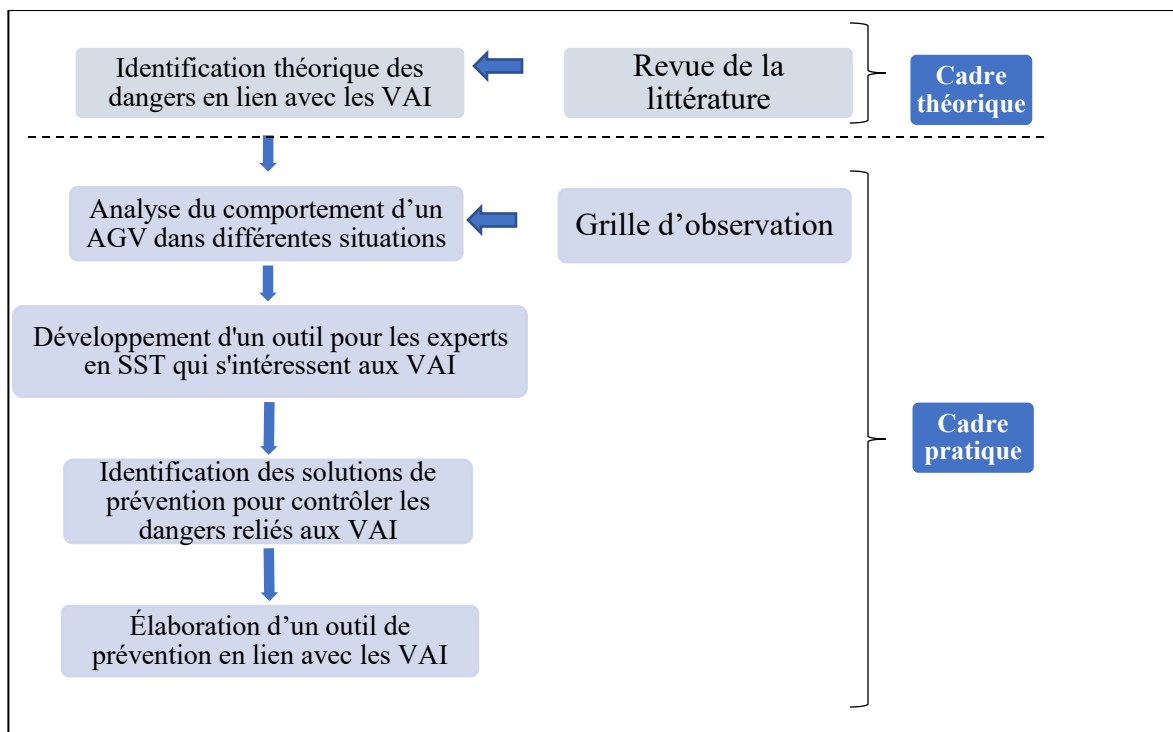 Identification théorique des
dangers en lien avec les VAI
Revue de la
littérature
Cadre
théorique
Analyse du comportement d’un
AGV dans différentes situations
Grille d’observation
Développement d'un outil pour les experts
en SST qui s'intéressent aux VAI
Cadre
pratique
Identification des solutions de
prévention pour contrôler les
dangers reliés aux VAI
Élaboration d’un outil de
prévention en lien avec les VAI